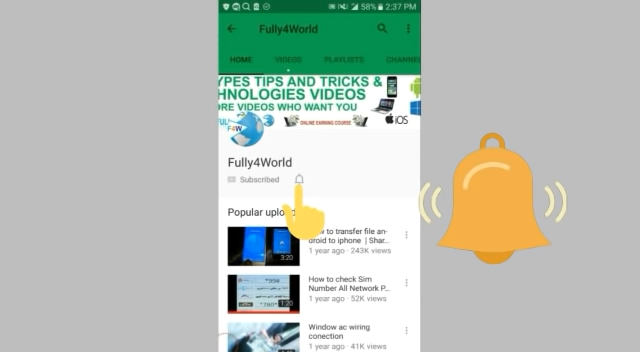 58% 2:37 PM
Fully4World
HOME VIDEOS PLAYLISTS CHANNEL
YPES TIPS AND TRICKS &
HNOLOGIES VIDEOS
ORE VIDEOS WHO WANT YOU
F4W
ONLINE EARNING COURSE
iOS
Fully4World
Subscribed
Popular uploa
to transfer file an-
droid to iphone | Shar...
1 year ago · 243K views
3:20
How to check Sim
Number All Network P...
1 year ago · 52K views
1:20
Window ac wiring
conection
1 year ago · 41K views